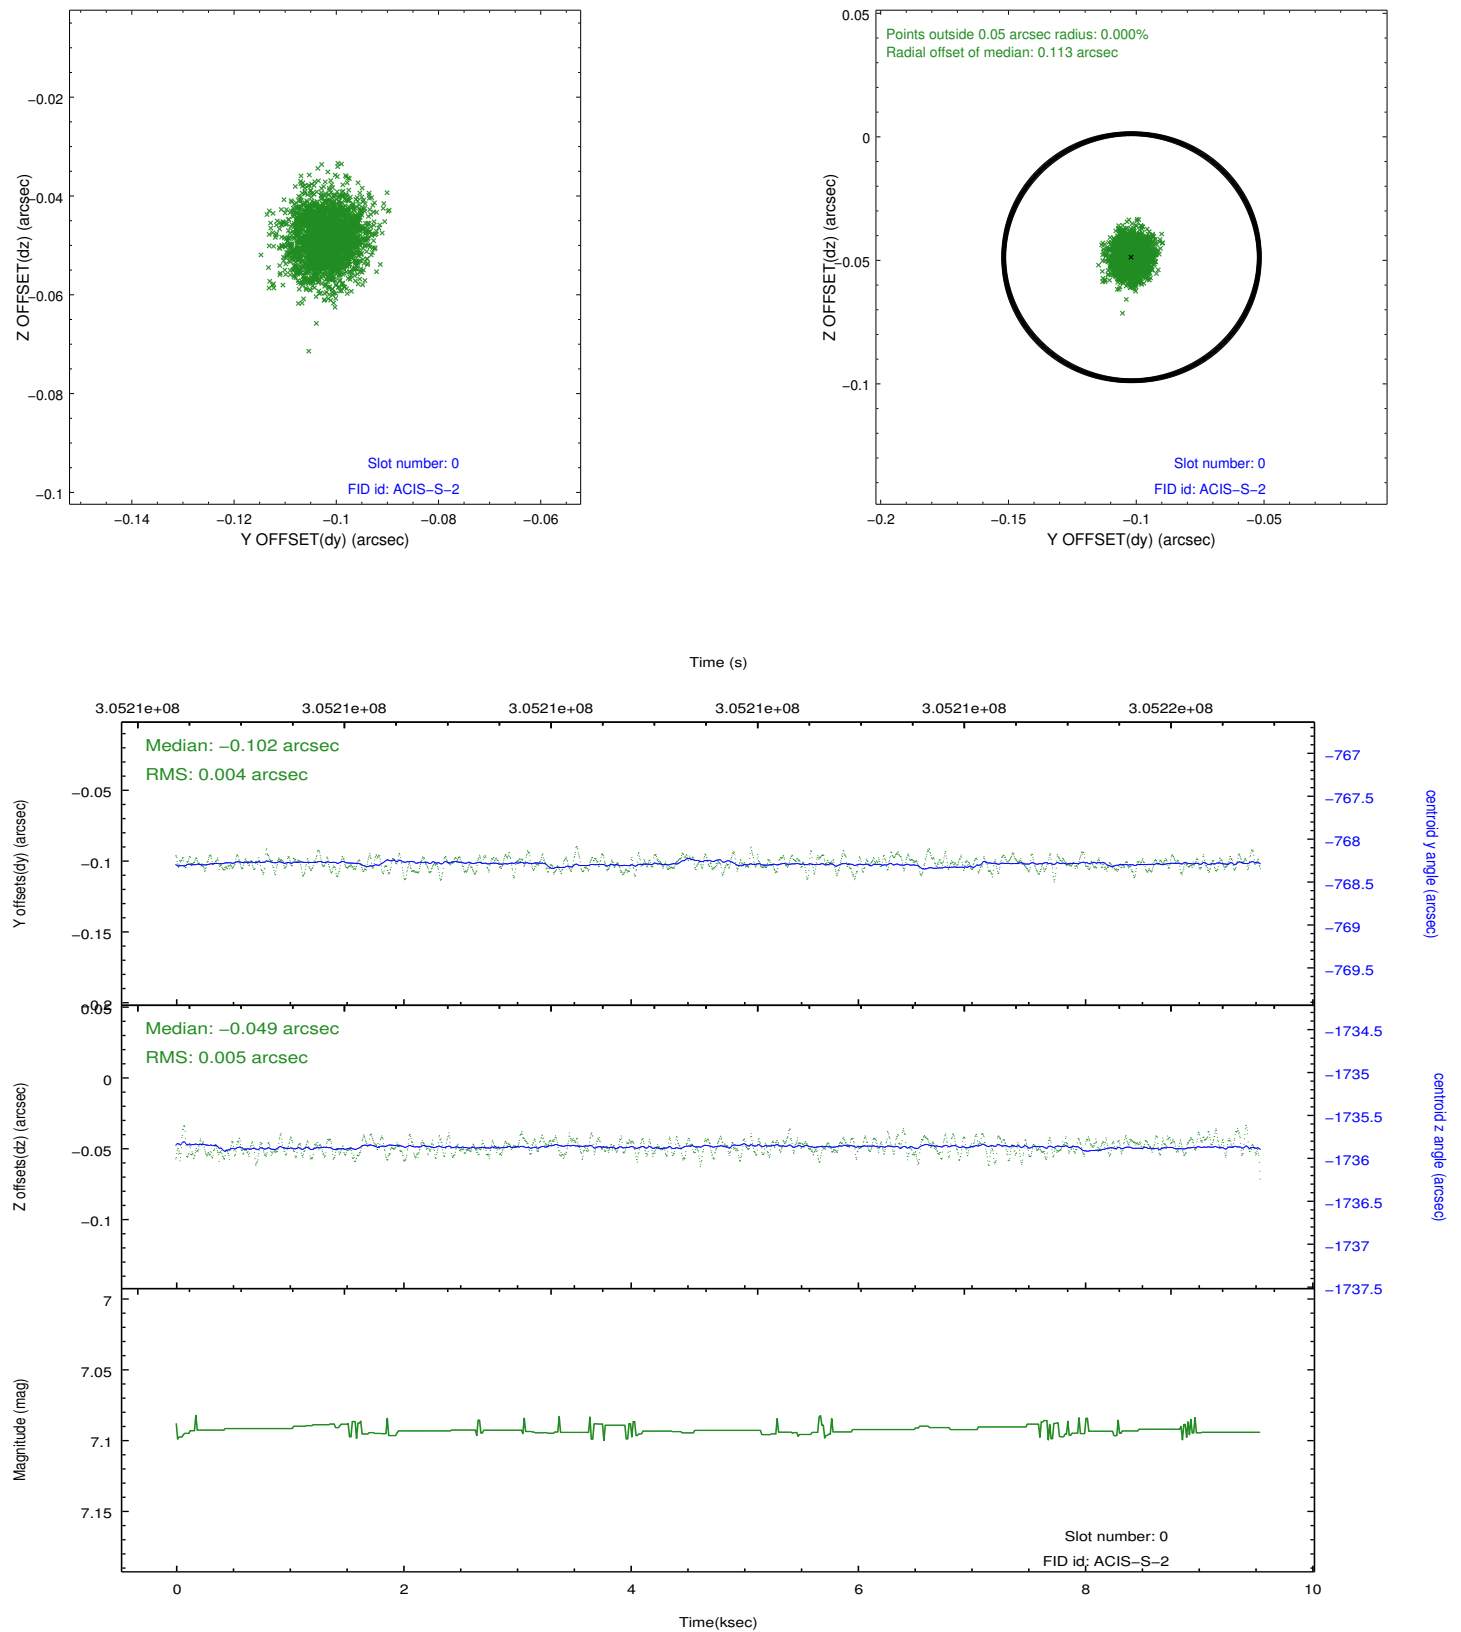 −0.02
−0.04
−0.06
−0.08
−0.1
Z OFFSET(dz) (arcsec)
Slot number: 0
FID id: ACIS−S−2
−0.14
−0.12
−0.1
−0.08
−0.06
Y OFFSET(dy) (arcsec)
0.05
0
−0.05
−0.1
Z OFFSET(dz) (arcsec)
Points outside 0.05 arcsec radius: 0.000%
Radial offset of median: 0.113 arcsec
Slot number: 0
FID id: ACIS−S−2
−0.2
−0.15
−0.1
−0.05
Y OFFSET(dy) (arcsec)
Time (s)
3.0521e+08
3.0521e+08
3.0521e+08
3.0521e+08
3.0521e+08
3.0522e+08
Median: −0.102 arcsec
RMS: 0.004 arcsec
−0.05
−0.1
−0.15
−0.2
Y offsets(dy) (arcsec)
−767
−767.5
−768
−768.5
−769
−769.5
centroid y angle (arcsec)
Median: −0.049 arcsec
RMS: 0.005 arcsec
0.05
0
−0.05
−0.1
Z offsets(dz) (arcsec)
−1734.5
−1735
−1735.5
−1736
−1736.5
−1737
−1737.5
centroid z angle (arcsec)
7
7.05
7.1
7.15
Magnitude (mag)
Slot number: 0
FID id: ACIS−S−2
0
2
4
6
8
10
Time(ksec)